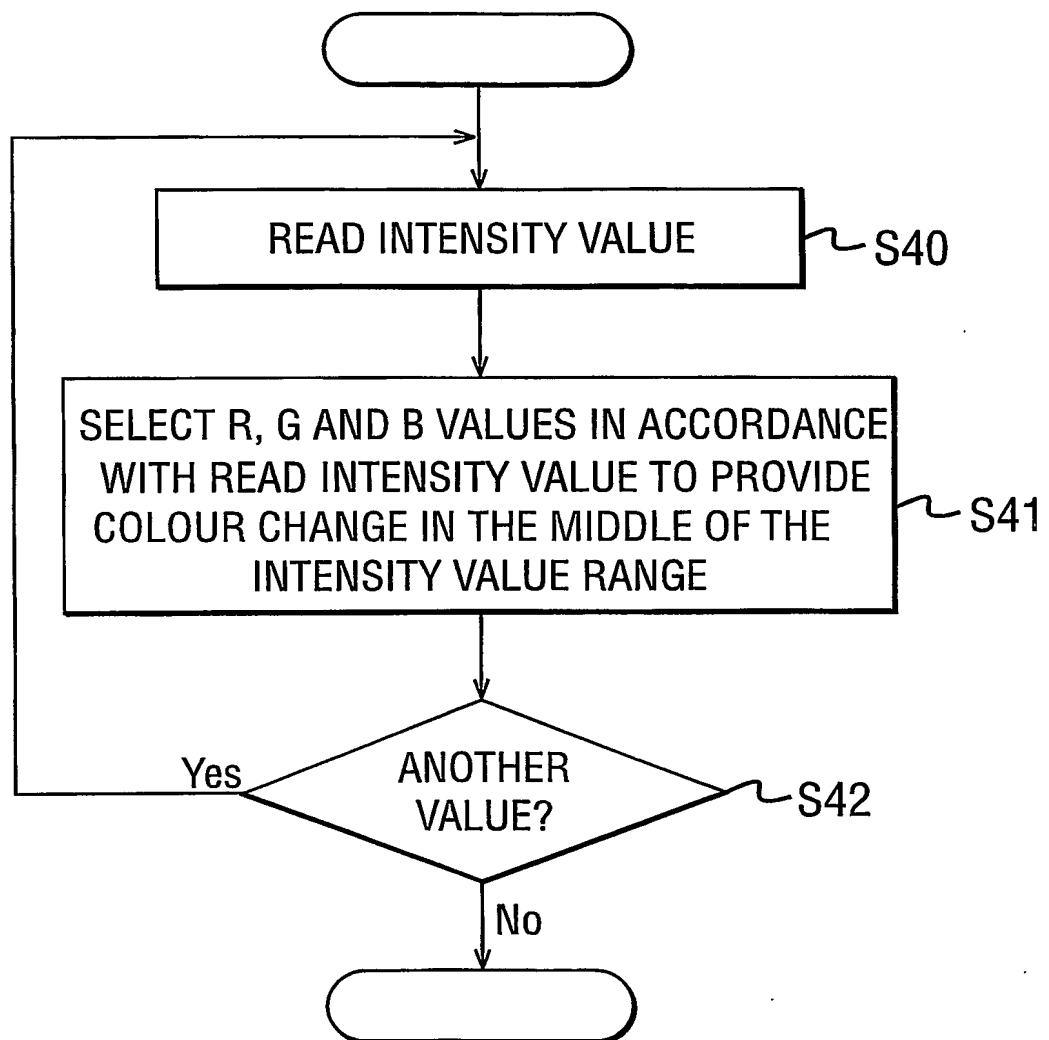 READ INTENSITY VALUE
S40
SELECT R, G AND B VALUES IN ACCORDANCE
WITH READ INTENSITY VALUE TO PROVIDE
COLOUR CHANGE IN THE MIDDLE OF THE
INTENSITY VALUE RANGE
S41
Yes
ANOTHER
VALUE?
S42
No